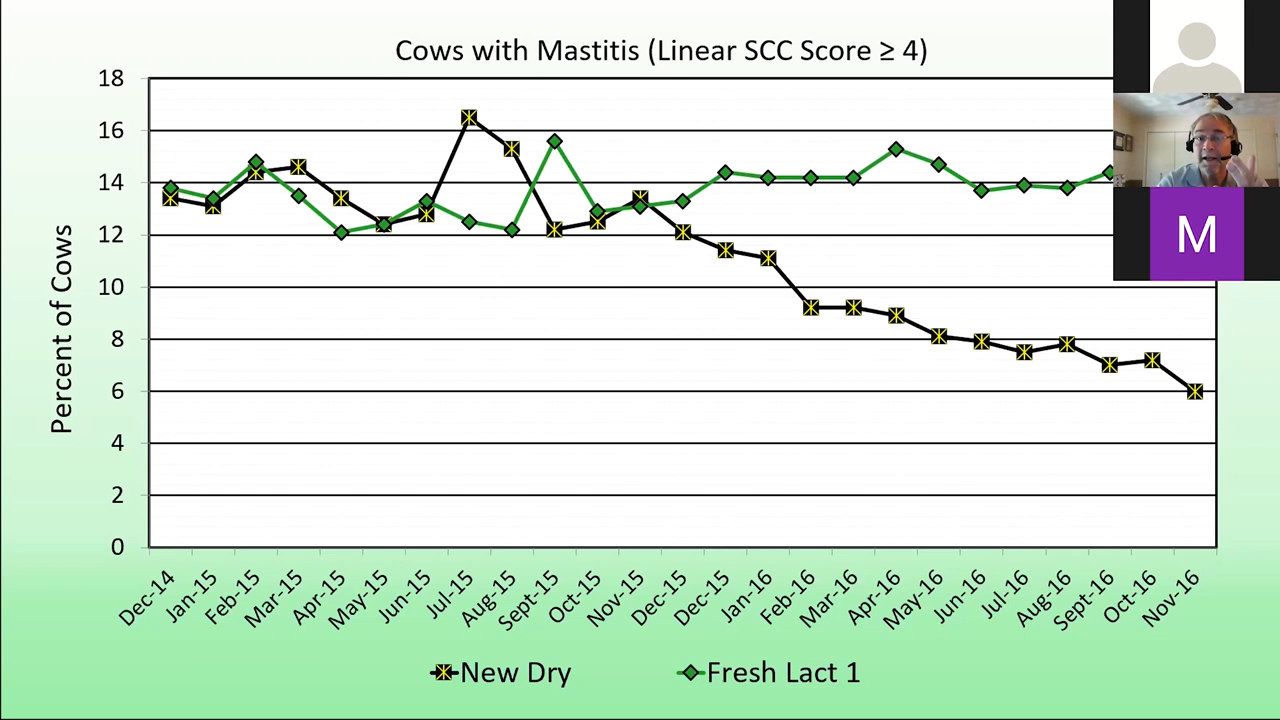 Cows with Mastitis (Linear SCC Score ≥ 4)
18
16
14
12
10
8
6
4
2
0
Percent of Cows
Dec-14
Jan-15
Feb-15
Mar-15
Apr-15
May-15
Jun-15
Jul-15
Aug-15
Sept-15
Oct-15
Nov-15
Dec-15
Dec-15
Jan-16
Feb-16
Mar-16
Apr-16
May-16
Jun-16
Jul-16
Aug-16
Sept-16
Oct-16
Nov-16
New Dry
Fresh Lact 1
M